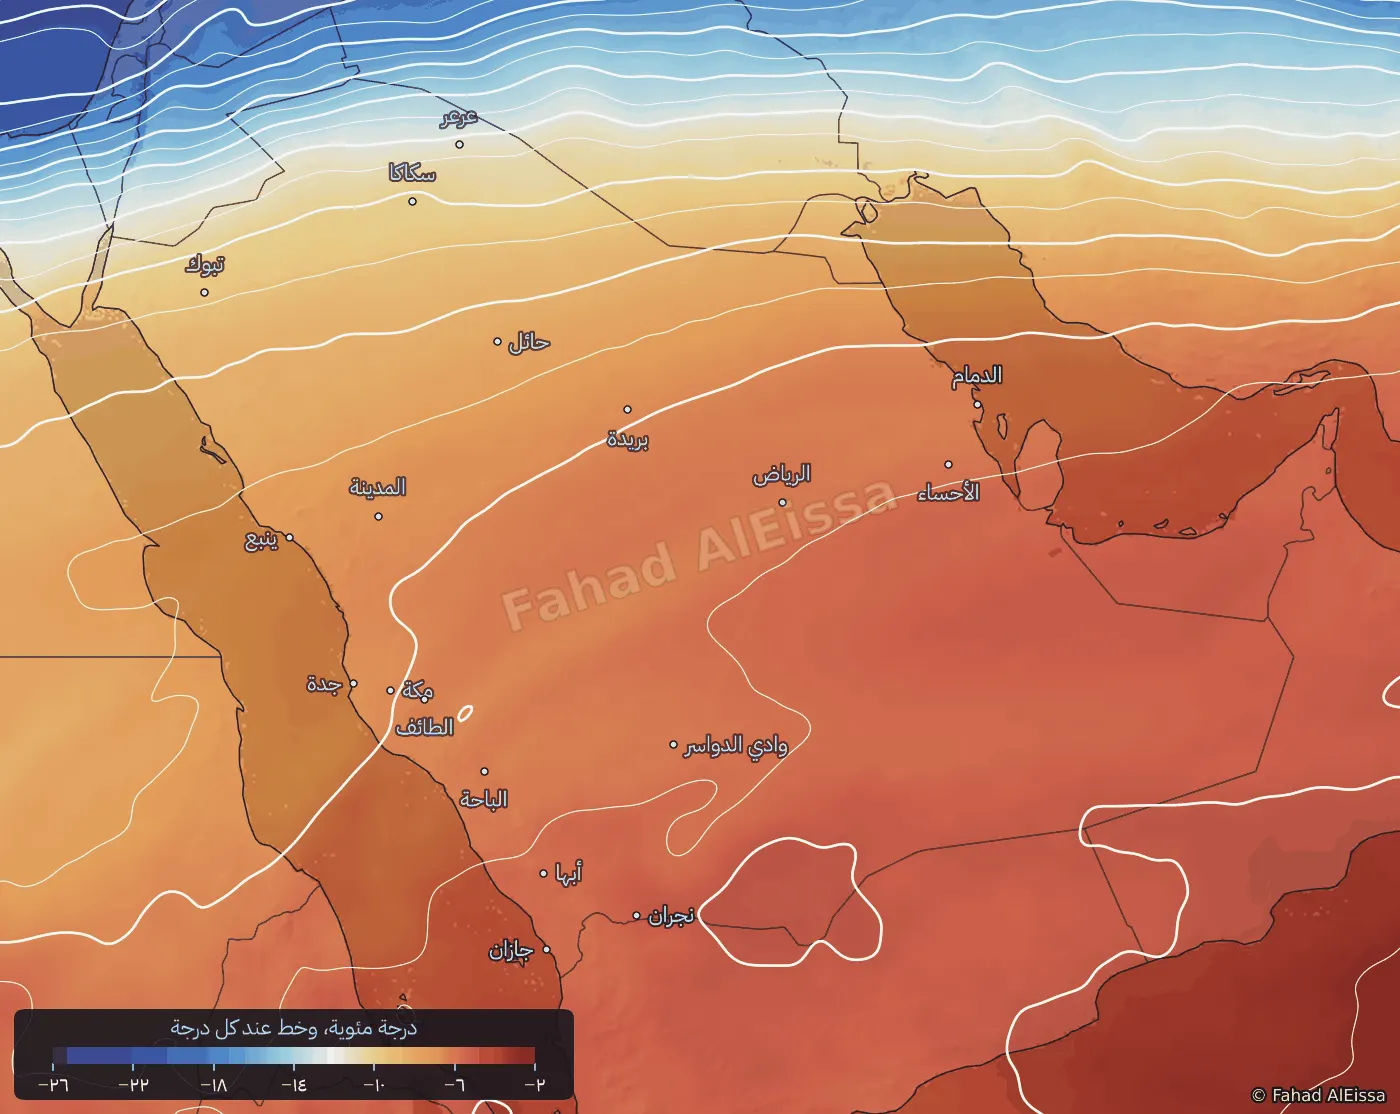 عرعر
سكاكا
تبوك
حائل
الدمام
بريدة
الرياض
المدينة
الأحساء
ينبع
Fahad AlEissa
جدة
مكة
الطائف
وادي الدواسر
الباحة
أبها
نجران
جازان
درجة مئوية، وخط عند كل درجة
−٢٦ −٢٢ −١٨ −١٤ −١٠ −٦ −٢
© Fahad AlEissa